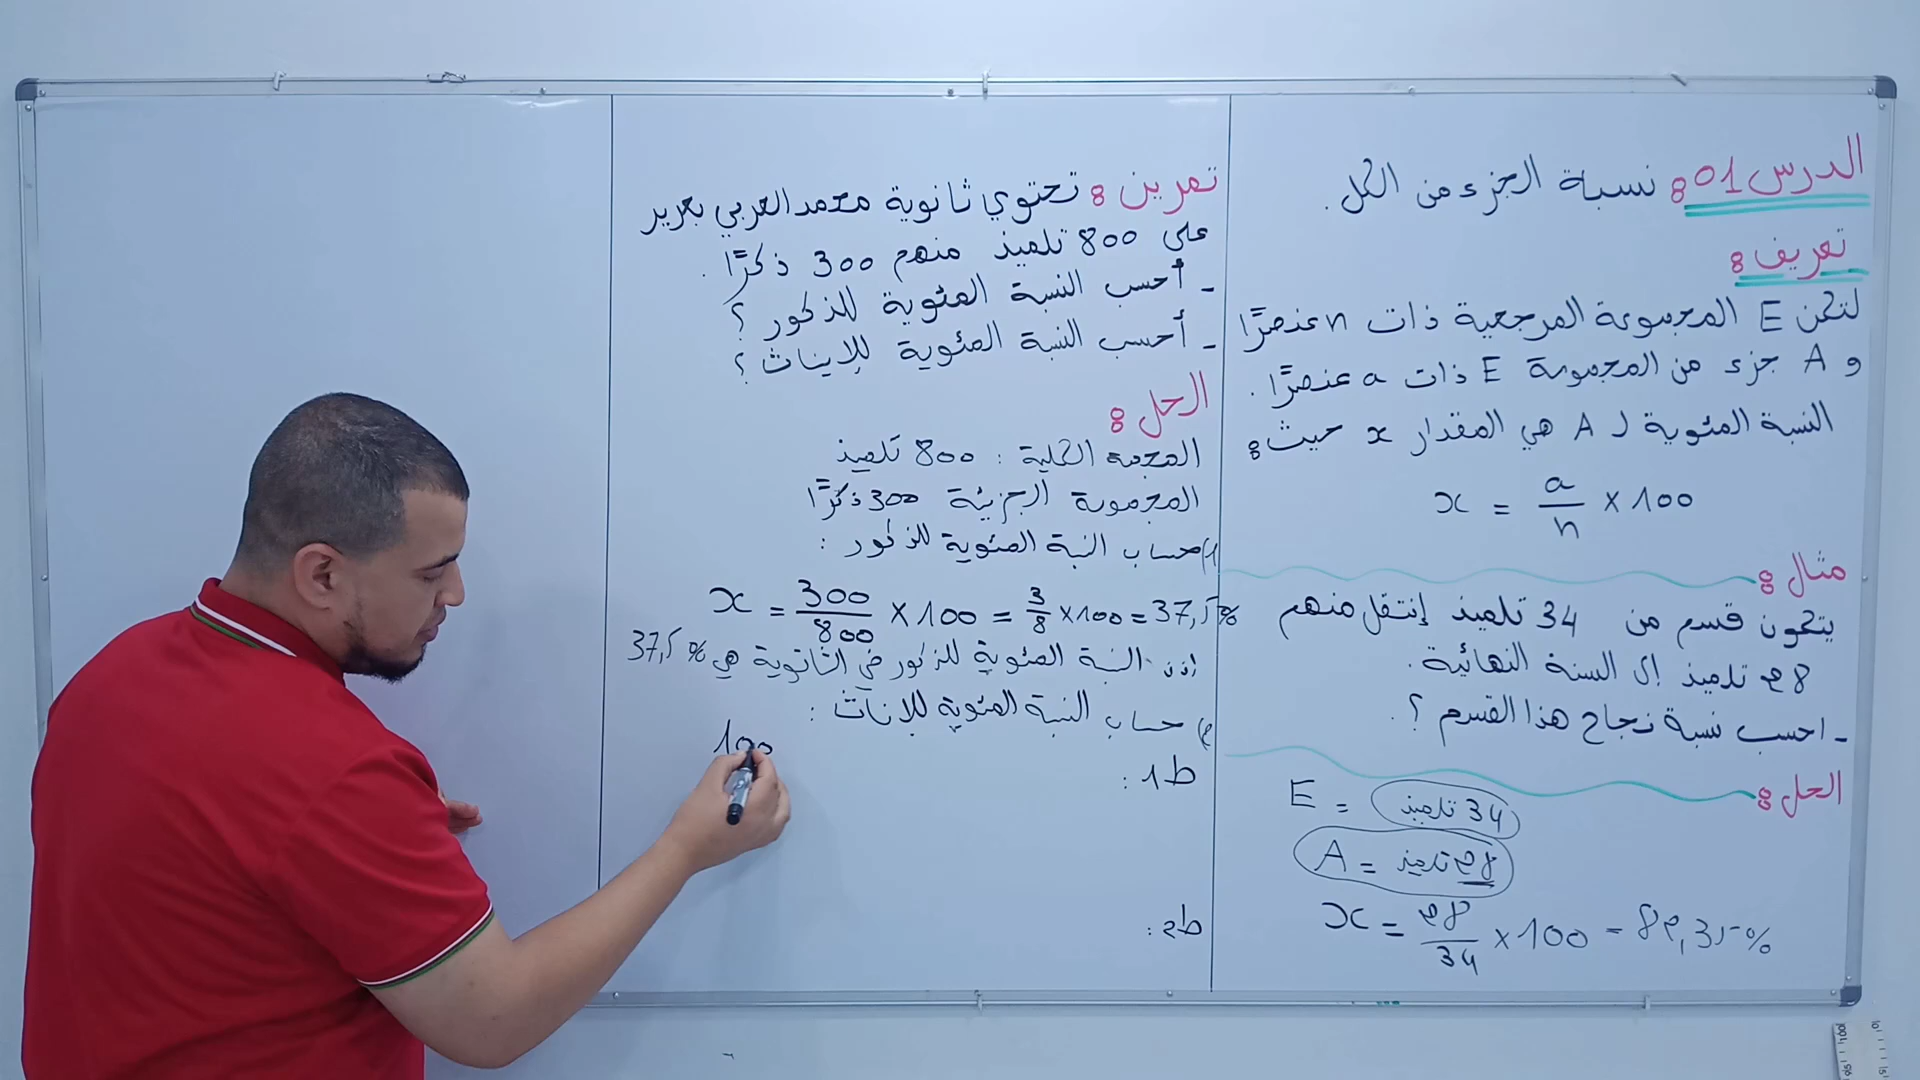 الدرس 01 : نسبة الجزء من الكل .
تعريف :
لتكن E المجموعة المرجعية ذات n عنصرًا
و A جزء من المجموعة E ذات a عنصرًا .
النسبة المئوية لـ A هي المقدار x حيث :
x = a/n × 100
مثال :
يتكون قسم من 34 تلميذ إنتقل منهم
28 تلميذ إلى السنة النهائية .
- احسب نسبة نجاح هذا القسم ؟ .
الحل :
E = 34 تلميذ
A = 28 تلميذ
x = 28/34 × 100 = 82,35%
تمرين : تحتوي ثانوية محمد العربي بعرير
على 800 تلميذ منهم 300 ذكرًا .
- أحسب النسبة المئوية للذكور ؟
- أحسب النسبة المئوية للإيناث ؟
الحل :
الكلية : 800 تلميذ
المجموعة الجزئية 300 ذكرًا
1) حساب النسبة المئوية للذكور :
x = 300/800 × 100 = 3/8 × 100 = 37,5%
إذن النسبة المئوية للذكور في الثانوية هي 37,5%
2) حساب النسبة المئوية للإناث :
ط1 :
100
ط2 :